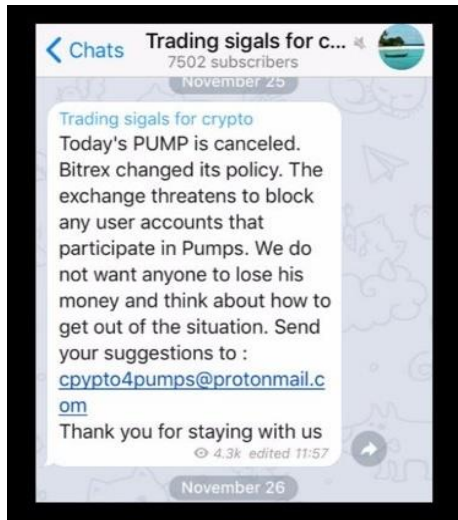 Chats
Trading sigals for c...
7502 subscribers
November 25
Trading sigals for crypto
Today's PUMP is canceled.
Bitrex changed its policy. The
exchange threatens to block
any user accounts that
participate in Pumps. We do
not want anyone to lose his
money and think about how to
get out of the situation. Send
your suggestions to :
cpypto4pumps@protonmail.c
om
Thank you for staying with us
4.3k edited 11:57
November 26